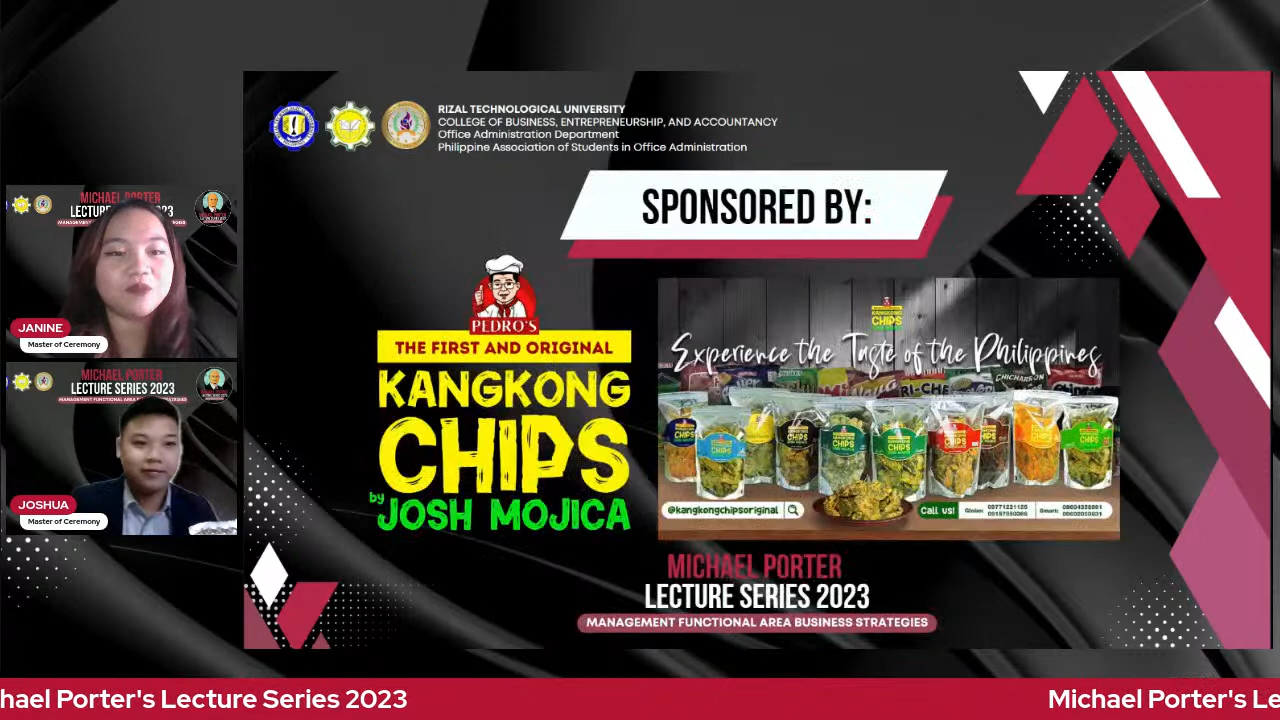 RIZAL TECHNOLOGICAL UNIVERSITY
COLLEGE OF BUSINESS, ENTREPRENEURSHIP, AND ACCOUNTANCY
Office Administration Department
Philippine Association of Students in Office Administration
SPONSORED BY:
PEDRO'S
THE FIRST AND ORIGINAL
KANGKONG
CHIPS
by
JOSH MOJICA
KANGKONG
CHIPS
Experience the Taste of the Philippines
CHICHARRON
@kangkongchipsoriginal
Call us!
MICHAEL PORTER
LECTURE SERIES 2023
MANAGEMENT FUNCTIONAL AREA BUSINESS STRATEGIES
MICHAEL PORTER
LECTURE
JANINE
Master of Ceremony
MICHAEL PORTER
LECTURE SERIES 2023
JOSHUA
Master of Ceremony
hael Porter's Lecture Series 2023
Michael Porter's Le